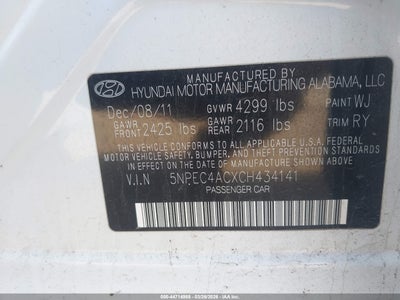 MANUFACTURED BY
HYUNDAI MOTOR MANUFACTURING ALABAMA, LLC
Dec/08/11 GVWR 4299 lbs PAINT WJ
GAWR FRONT 2425 lbs GAWR REAR 2116 lbs TRIM RY
THIS VEHICLE CONFORMS TO ALL APPLICABLE U.S. FEDERAL
MOTOR VEHICLE SAFETY, BUMPER, AND THEFT PREVENTION STANDARDS
IN EFFECT ON THE DATE OF MANUFACTURE SHOWN ABOVE.
V.I.N 5NPEC4ACXCH434141
PASSENGER CAR